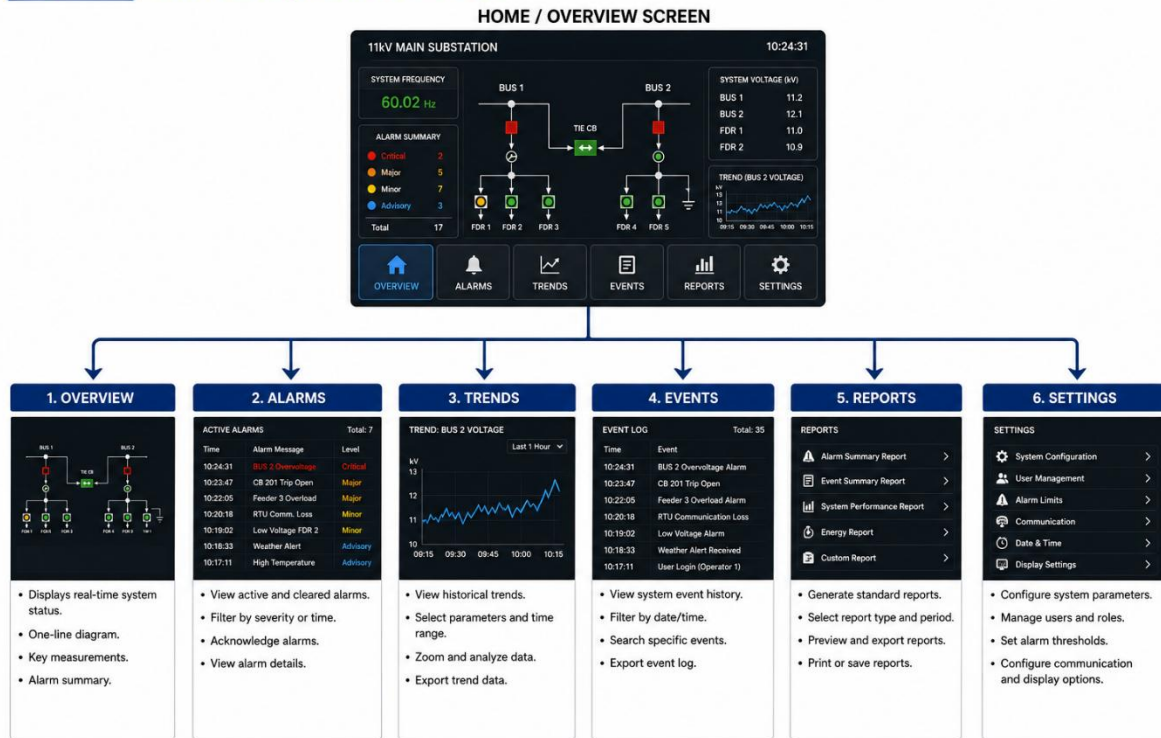 HOME / OVERVIEW SCREEN
11kV MAIN SUBSTATION
10:24:31
SYSTEM FREQUENCY
60.02 Hz
ALARM SUMMARY
Critical 2
Major 5
Minor 7
Advisory 3
Total 17
BUS 1
BUS 2
TIE CB
FDR 1 FDR 2 FDR 3
FDR 4 FDR 5
SYSTEM VOLTAGE (kV)
BUS 1 11.2
BUS 2 12.1
FDR 1 11.0
FDR 2 10.9
TREND (BUS 2 VOLTAGE)
kV
13
12
11
10
09:15 09:30 09:45 10:00 10:15
OVERVIEW
ALARMS
TRENDS
EVENTS
REPORTS
SETTINGS
1. OVERVIEW
BUS 1
BUS 2
TIE CB
• Displays real-time system
status.
• One-line diagram.
• Key measurements.
• Alarm summary.
2. ALARMS
ACTIVE ALARMS Total: 7
Time Alarm Message Level
10:24:31 BUS 2 Overvoltage Critical
10:23:47 CB 201 Trip Open Major
10:22:05 Feeder 3 Overload Major
10:20:18 RTU Comm. Loss Minor
10:19:02 Low Voltage FDR 2 Minor
10:18:33 Weather Alert Advisory
10:17:11 High Temperature Advisory
• View active and cleared alarms.
• Filter by severity or time.
• Acknowledge alarms.
• View alarm details.
3. TRENDS
TREND: BUS 2 VOLTAGE
Last 1 Hour
kV
13
12
11
10
09:15 09:30 09:45 10:00 10:15
• View historical trends.
• Select parameters and time
range.
• Zoom and analyze data.
• Export trend data.
4. EVENTS
EVENT LOG Total: 35
Time Event
10:24:31 BUS 2 Overvoltage Alarm
10:23:47 CB 201 Trip Open
10:22:05 Feeder 3 Overload Alarm
10:20:18 RTU Communication Loss
10:19:02 Low Voltage Alarm
10:18:33 Weather Alert Received
10:17:11 User Login (Operator 1)
• View system event history.
• Filter by date/time.
• Search specific events.
• Export event log.
5. REPORTS
REPORTS
Alarm Summary Report
Event Summary Report
System Performance Report
Energy Report
Custom Report
• Generate standard reports.
• Select report type and period.
• Preview and export reports.
• Print or save reports.
6. SETTINGS
SETTINGS
System Configuration
User Management
Alarm Limits
Communication
Date & Time
Display Settings
• Configure system parameters.
• Manage users and roles.
• Set alarm thresholds.
• Configure communication
and display options.